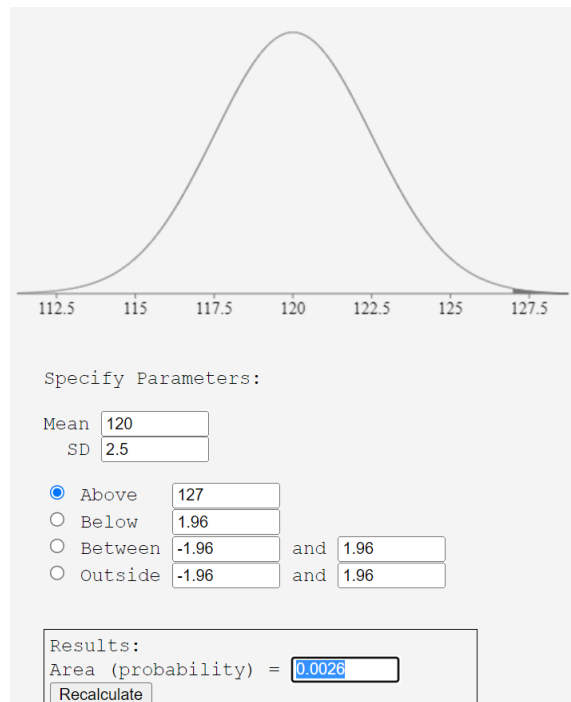 112.5 115 117.5 120 122.5 125 127.5
Specify Parameters:
Mean 120
SD 2.5
Above 127
Below 1.96
Between -1.96 and 1.96
Outside -1.96 and 1.96
Results:
Area (probability) = 0.0026
Recalculate